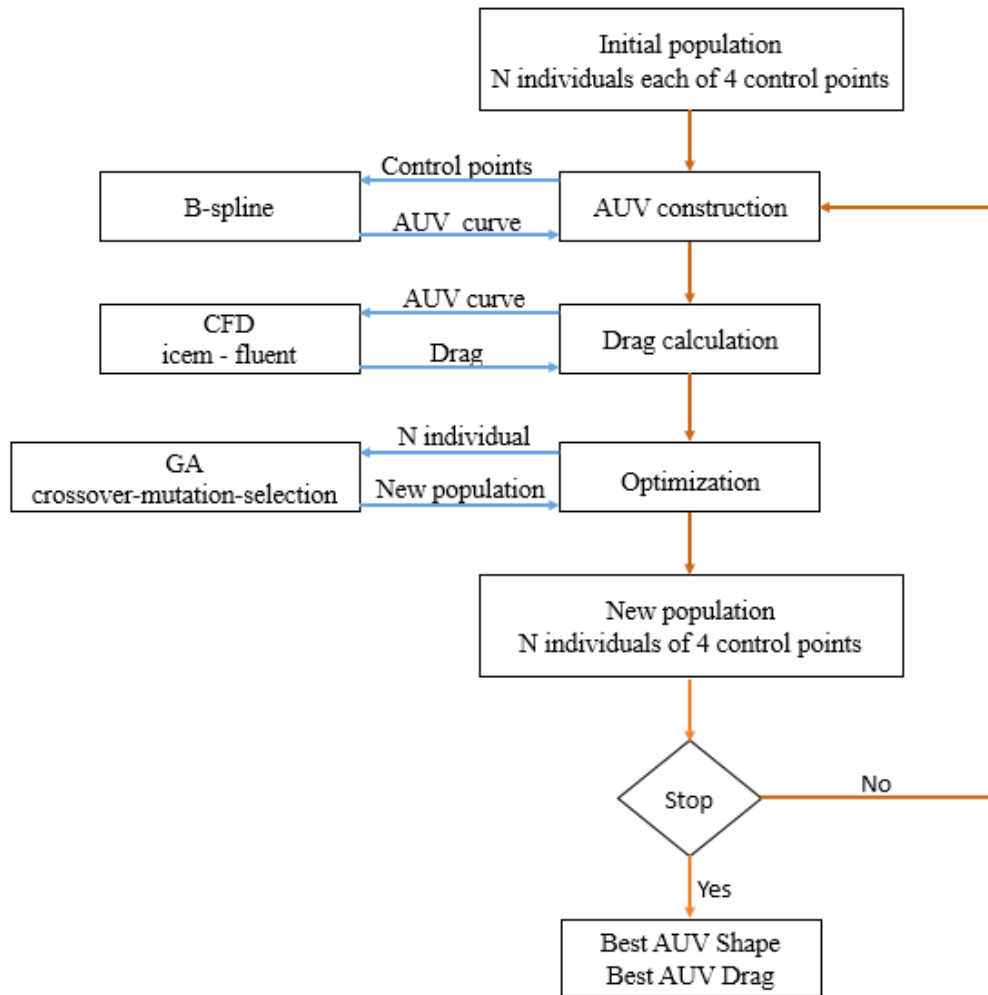 Initial population
N individuals each of 4 control points
Control points
B-spline
AUV construction
AUV curve
AUV curve
CFD
icem - fluent
Drag calculation
Drag
N individual
GA
crossover-mutation-selection
Optimization
New population
New population
N individuals of 4 control points
Stop
No
Yes
Best AUV Shape
Best AUV Drag